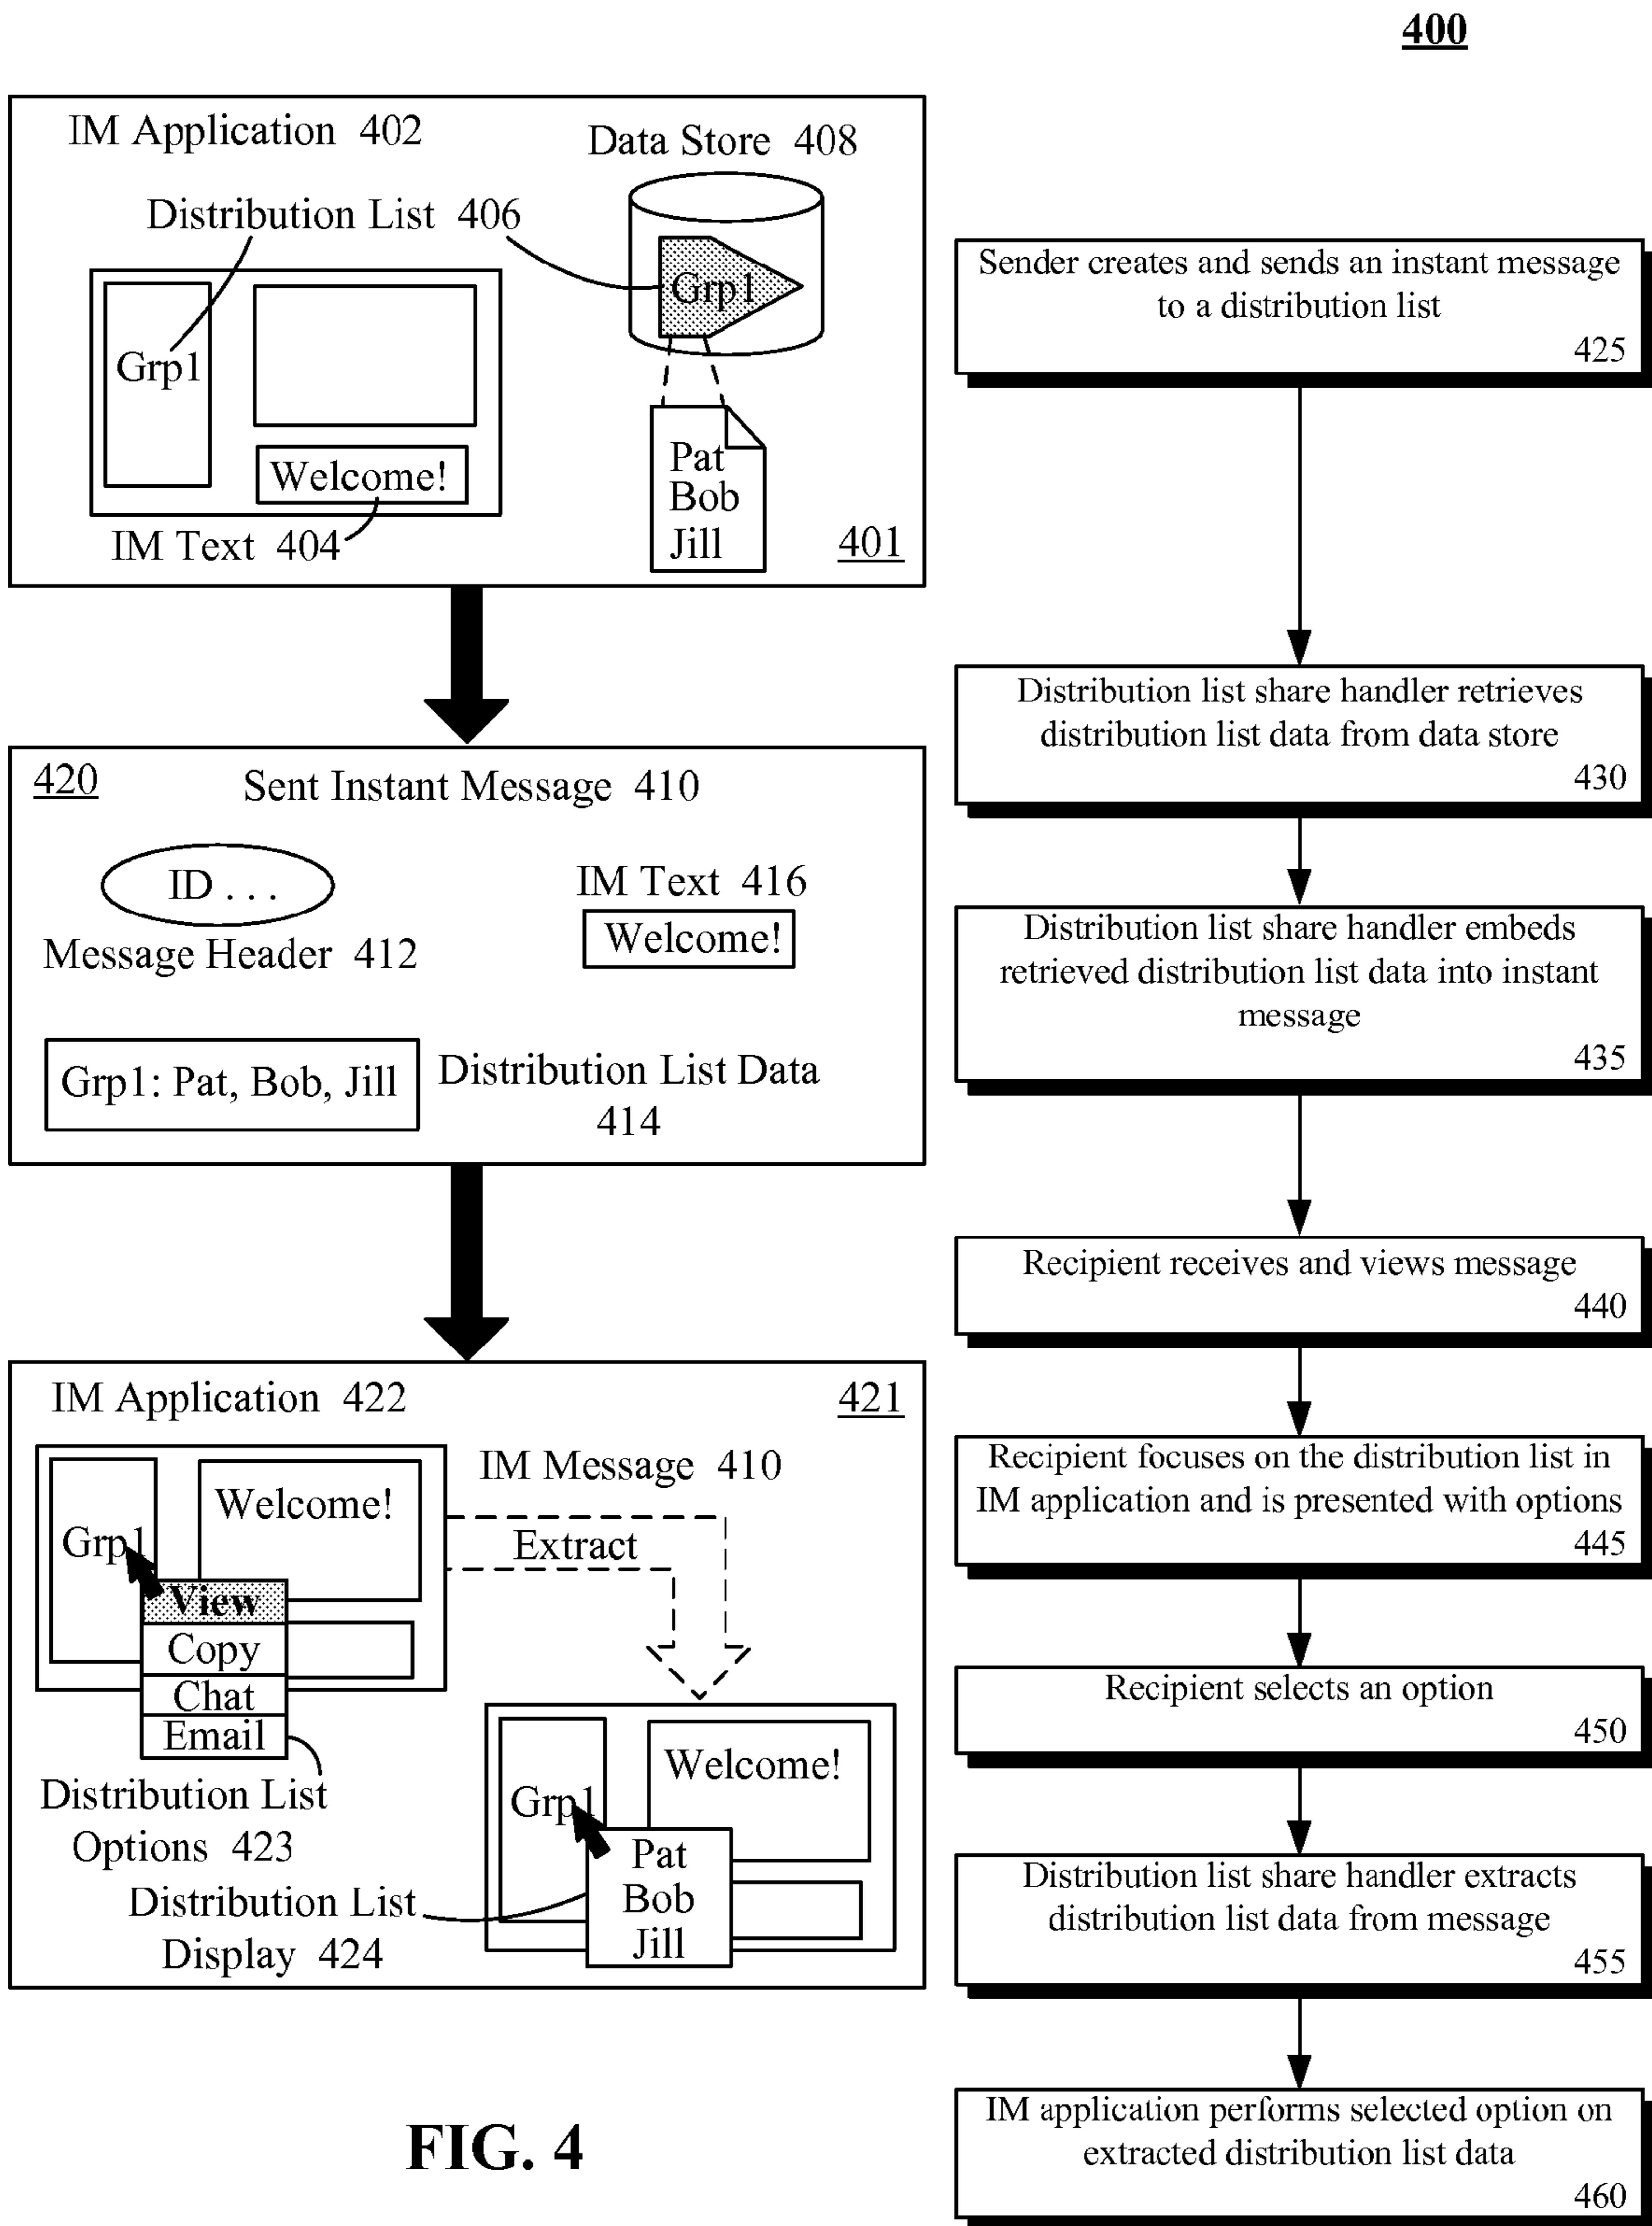 400
IM Application 402
Data Store 408
Distribution List 406
Grp1
Grp1
Welcome!
IM Text 404
Pat
Bob
Jill
401
420
Sent Instant Message 410
ID . . .
Message Header 412
IM Text 416
Welcome!
Grp1: Pat, Bob, Jill
Distribution List Data
414
IM Application 422
421
IM Message 410
Welcome!
Grp1
Extract
View
Copy
Chat
Email
Distribution List
Options 423
Welcome!
Grp1
Pat
Bob
Jill
Distribution List
Display 424
Sender creates and sends an instant message
to a distribution list
425
Distribution list share handler retrieves
distribution list data from data store
430
Distribution list share handler embeds
retrieved distribution list data into instant
message
435
Recipient receives and views message
440
Recipient focuses on the distribution list in
IM application and is presented with options
445
Recipient selects an option
450
Distribution list share handler extracts
distribution list data from message
455
IM application performs selected option on
extracted distribution list data
460
FIG. 4